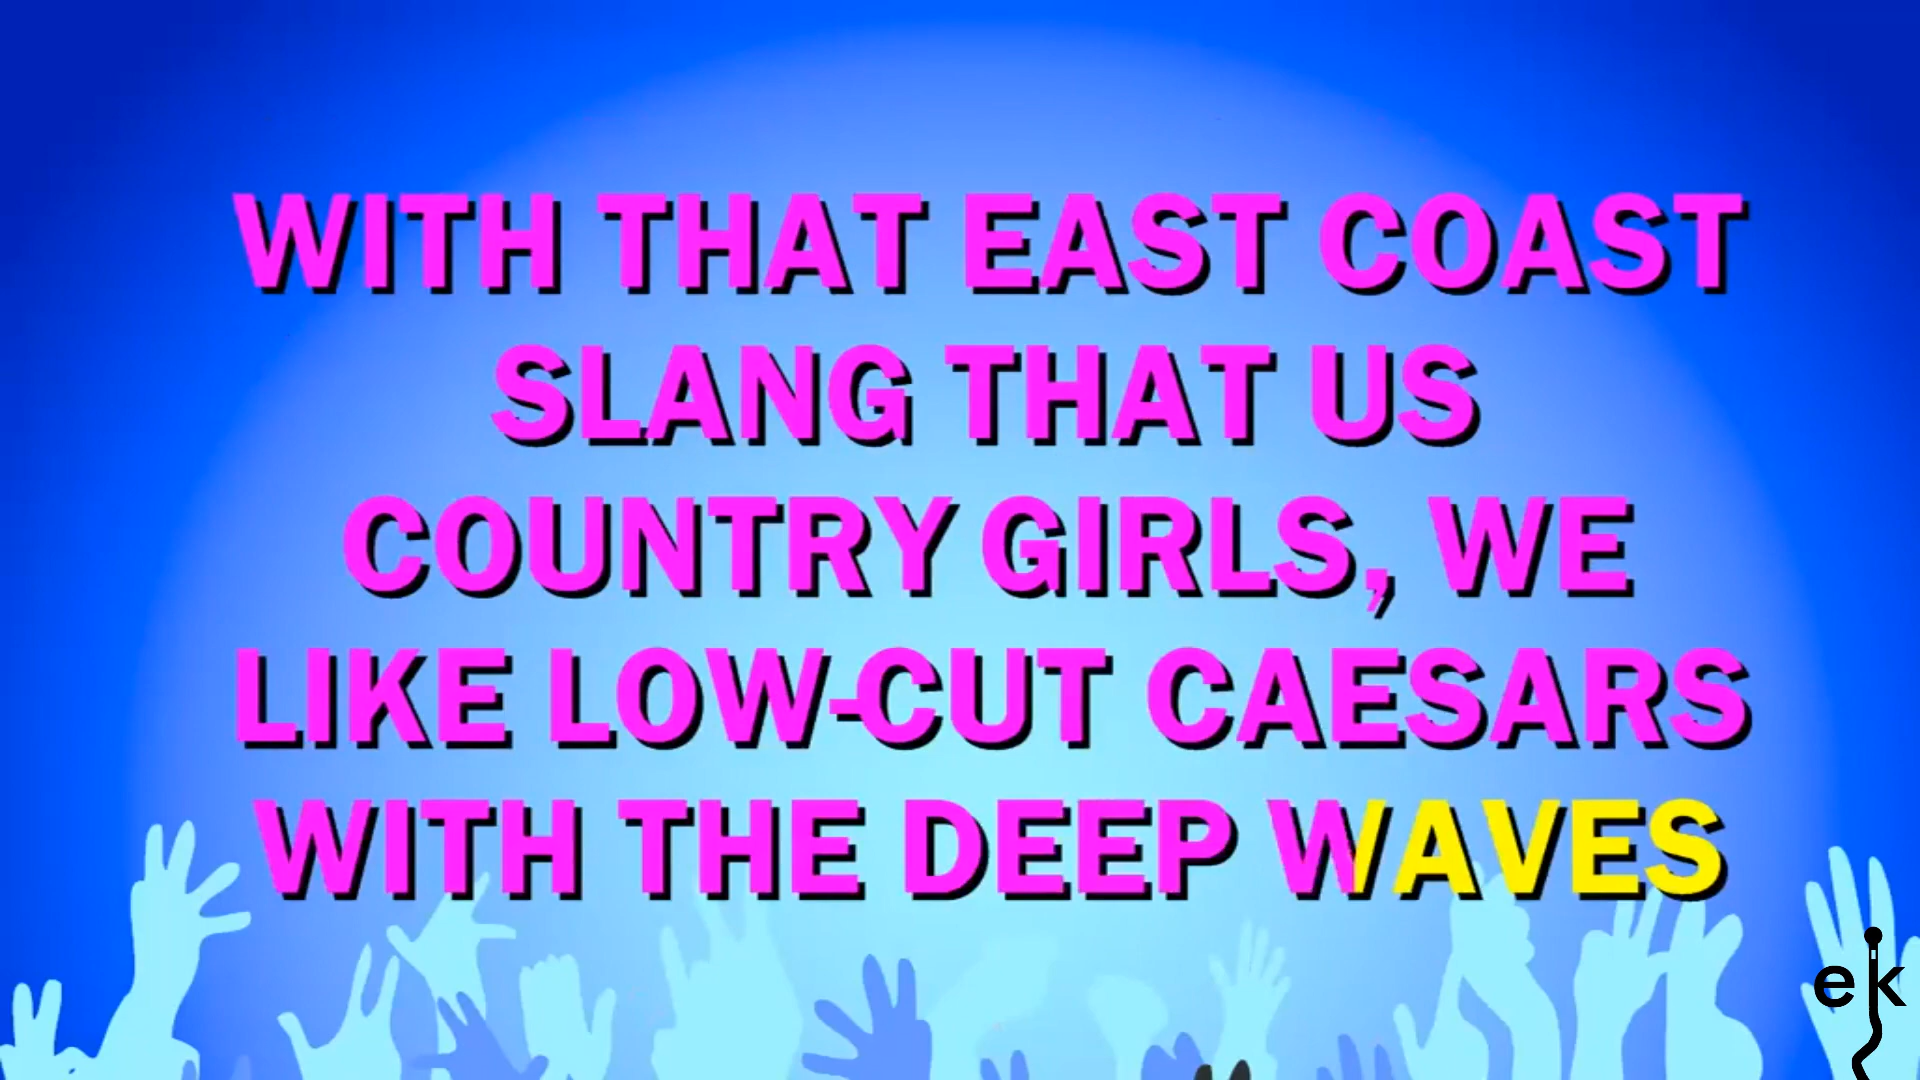 WITH THAT EAST COAST
SLANG THAT US
COUNTRY GIRLS, WE
LIKE LOW-CUT CAESARS
WITH THE DEEP WAVES
ek